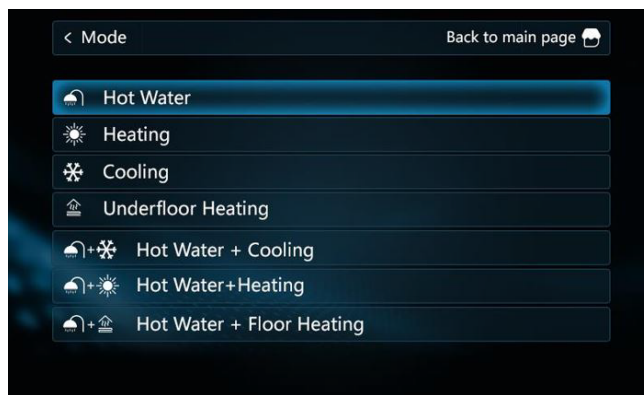 < Mode
Back to main page
Hot Water
Heating
Cooling
Underfloor Heating
Hot Water + Cooling
Hot Water+Heating
Hot Water + Floor Heating